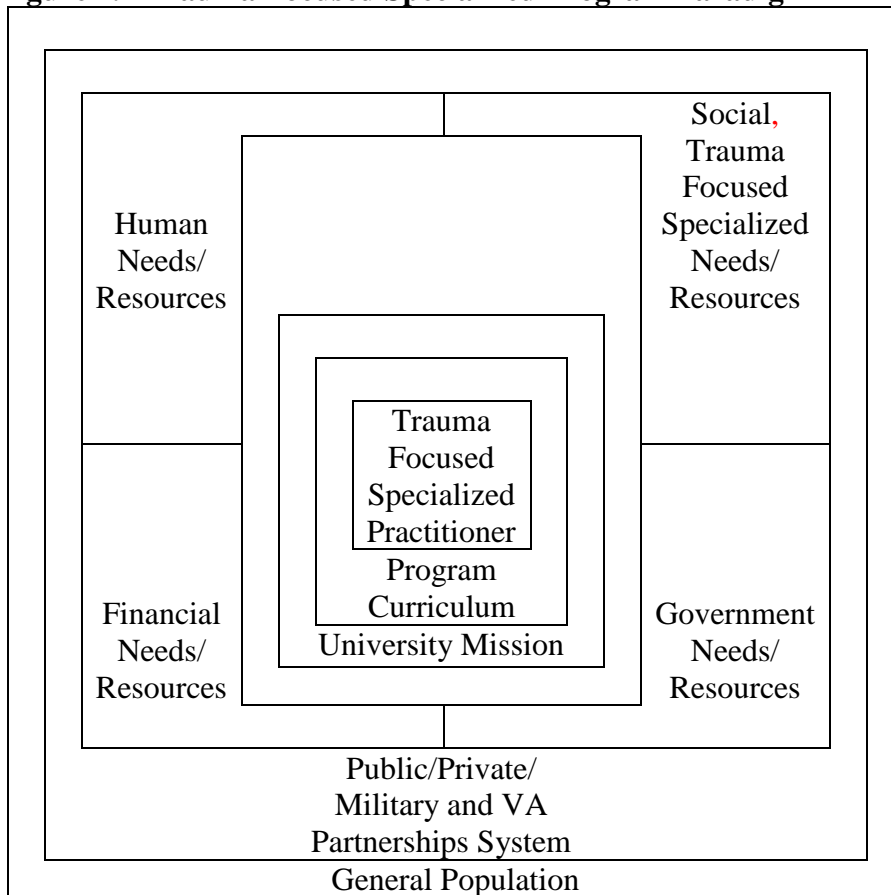 Social,
Trauma
Focused
Specialized
Needs/
Resources
Human
Needs/
Resources
Trauma
Focused
Specialized
Practitioner
Program
Curriculum
University Mission
Financial
Needs/
Resources
Government
Needs/
Resources
Public/Private/
Military and VA
Partnerships System
General Population